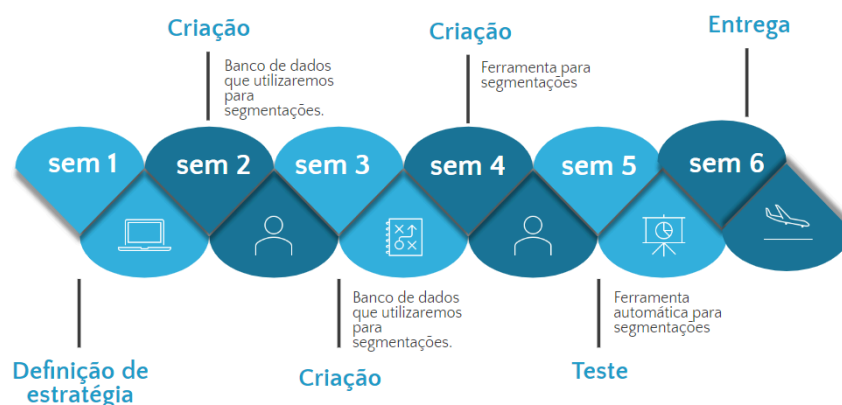 Criação
Banco de dados
que utilizaremos
para
segmentações.
Criação
Ferramenta para
segmentações
Entrega
sem 1
sem 2
sem 3
sem 4
sem 5
sem 6
Definição de
estratégia
Banco de dados
que utilizaremos
para
segmentações.
Criação
Ferramenta
automática para
segmentações
Teste